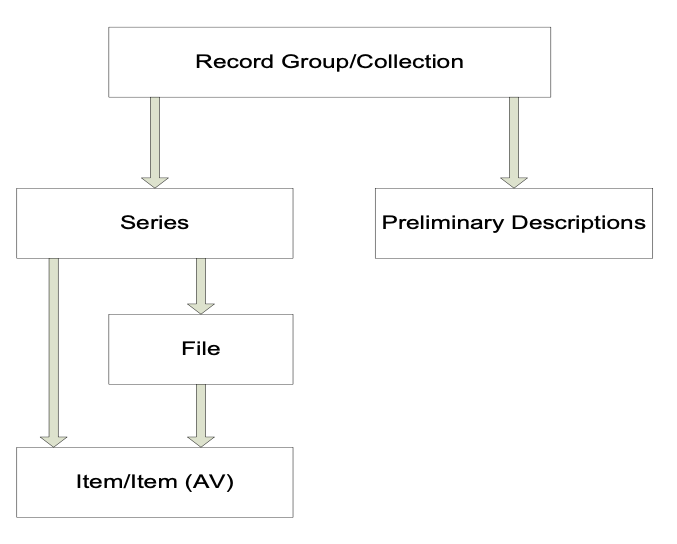 Record Group/Collection
Series
Preliminary Descriptions
File
Item/Item (AV)